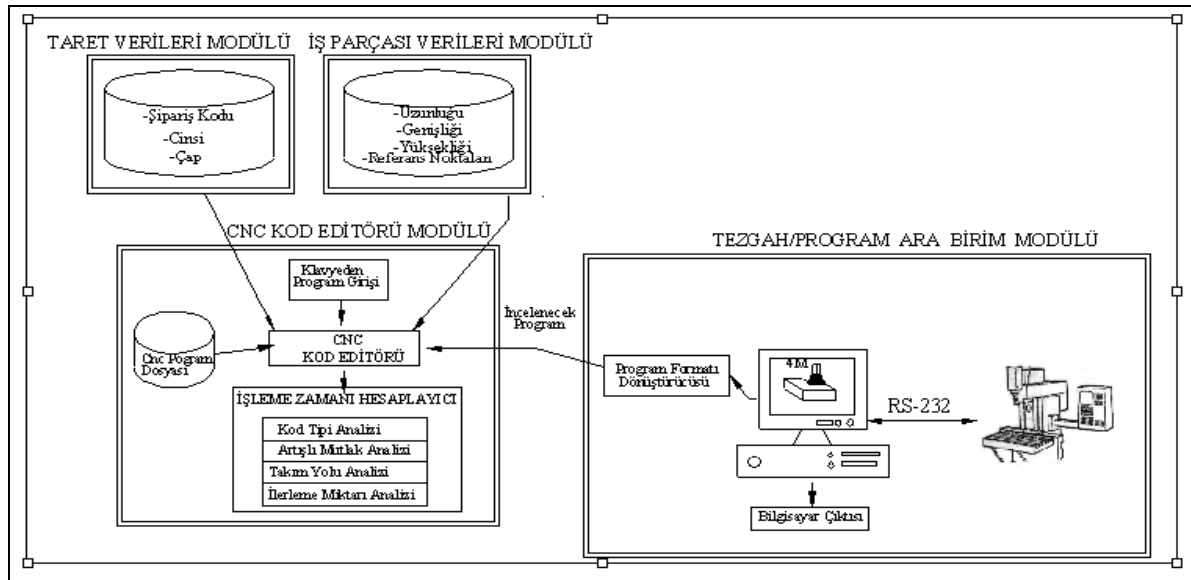 TARET VERİLERİ MODÜLÜ
-Şipariş Kodu
-Cinsi
-Çap
İŞ PARÇASI VERİLERİ MODÜLÜ
-Uzunluğu
-Genişliği
-Yüksekliği
-Referans Noktaları
CNC KOD EDİTÖRÜ MODÜLÜ
Klavyeden
Program Girişi
Cnc Pogram
Dosyası
CNC
KOD EDİTÖRÜ
İŞLEME ZAMANI HESAPLAYICI
Kod Tipi Analizi
Artışlı Mutlak Analizi
Takım Yolu Analizi
İlerleme Miktarı Analizi
İncelenecek
Program
TEZGAH/PROGRAM ARA BİRİM MODÜLÜ
Program Formatı
Dönüştürücüsü
4M
RS-232
Bilgisayar Çıktısı